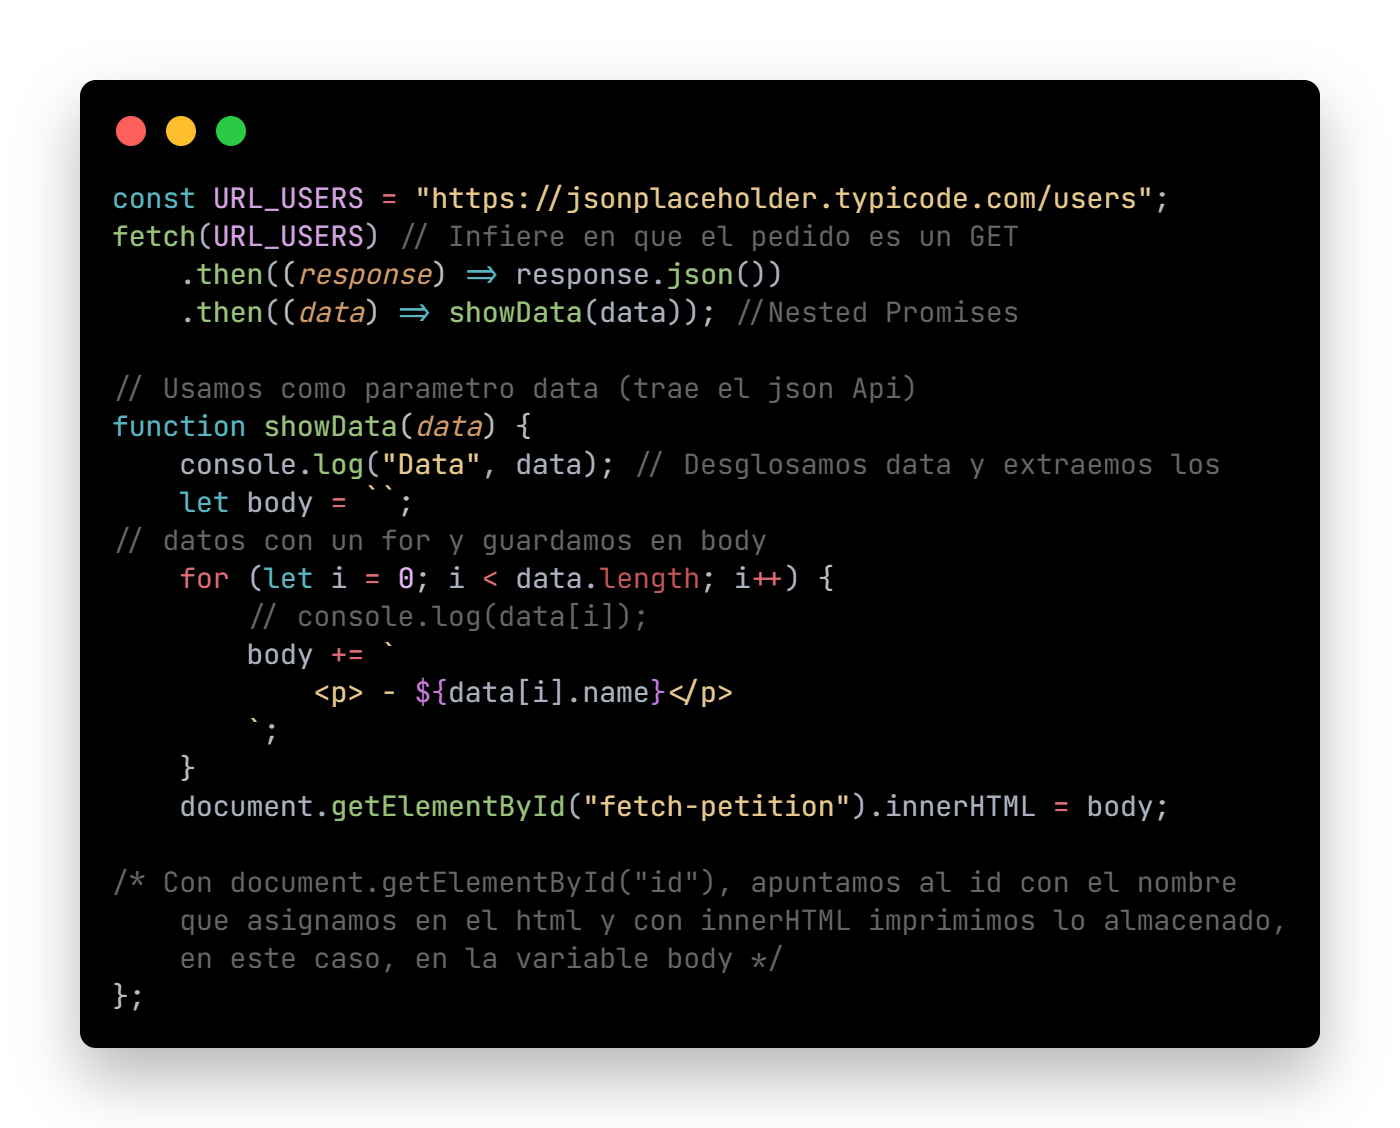 const URL_USERS = "https://jsonplaceholder.typicode.com/users";
fetch(URL_USERS) // Infiere en que el pedido es un GET
    .then((response) => response.json())
    .then((data) => showData(data)); //Nested Promises

// Usamos como parametro data (trae el json Api)
function showData(data) {
    console.log("Data", data); // Desglosamos data y extraemos los
    let body = ``;
// datos con un for y guardamos en body
    for (let i = 0; i < data.length; i++) {
        // console.log(data[i]);
        body += `
            <p> - ${data[i].name}</p>
        `;
    }
    document.getElementById("fetch-petition").innerHTML = body;

/* Con document.getElementById("id"), apuntamos al id con el nombre
    que asignamos en el html y con innerHTML imprimimos lo almacenado,
    en este caso, en la variable body */
};